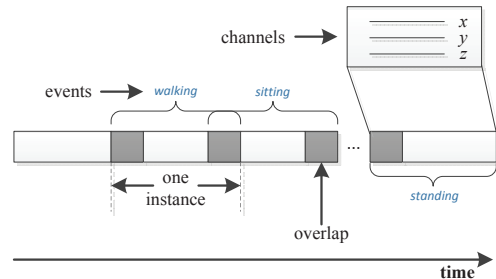 channels
x
y
z
events
walking
sitting
...
one
instance
standing
overlap
time